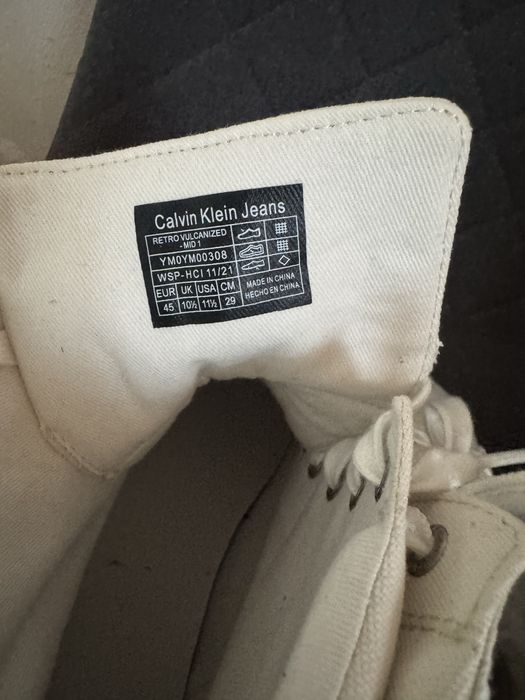 Calvin Klein Jeans
RETRO VULCANIZED
- MID 1
YM0YM00308
WSP-HCI 11/21
EUR UK USA CM
45 10½ 11½ 29
MADE IN CHINA
HECHO EN CHINA